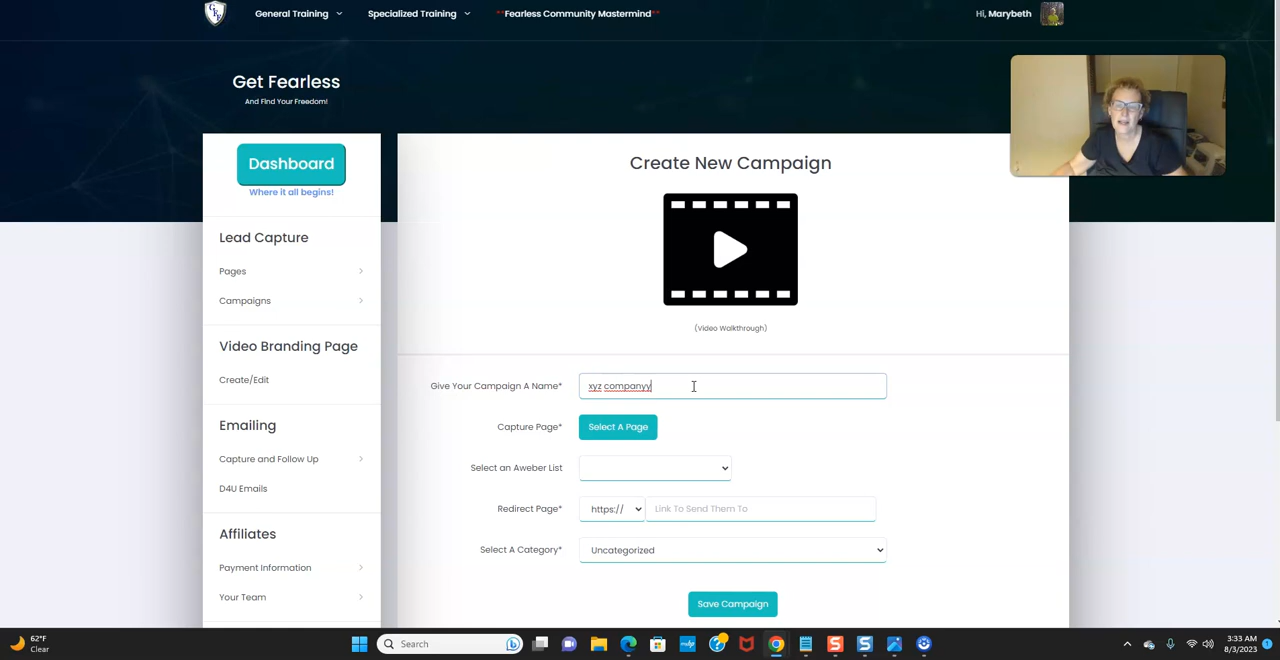 General Training
Specialized Training
**Fearless Community Mastermind**
Hi, Marybeth
Get Fearless
And Find Your Freedom!
Dashboard
Where it all begins!
Lead Capture
Pages
Campaigns
Video Branding Page
Create/Edit
Emailing
Capture and Follow Up
D4U Emails
Affiliates
Payment Information
Your Team
Create New Campaign
(Video Walkthrough)
Give Your Campaign A Name* xyz companyy
Capture Page* Select A Page
Select an Aweber List
Redirect Page* https:// Link To Send Them To
Select A Category* Uncategorized
Save Campaign
62°F
Clear
Search
3:33 AM
8/3/2023